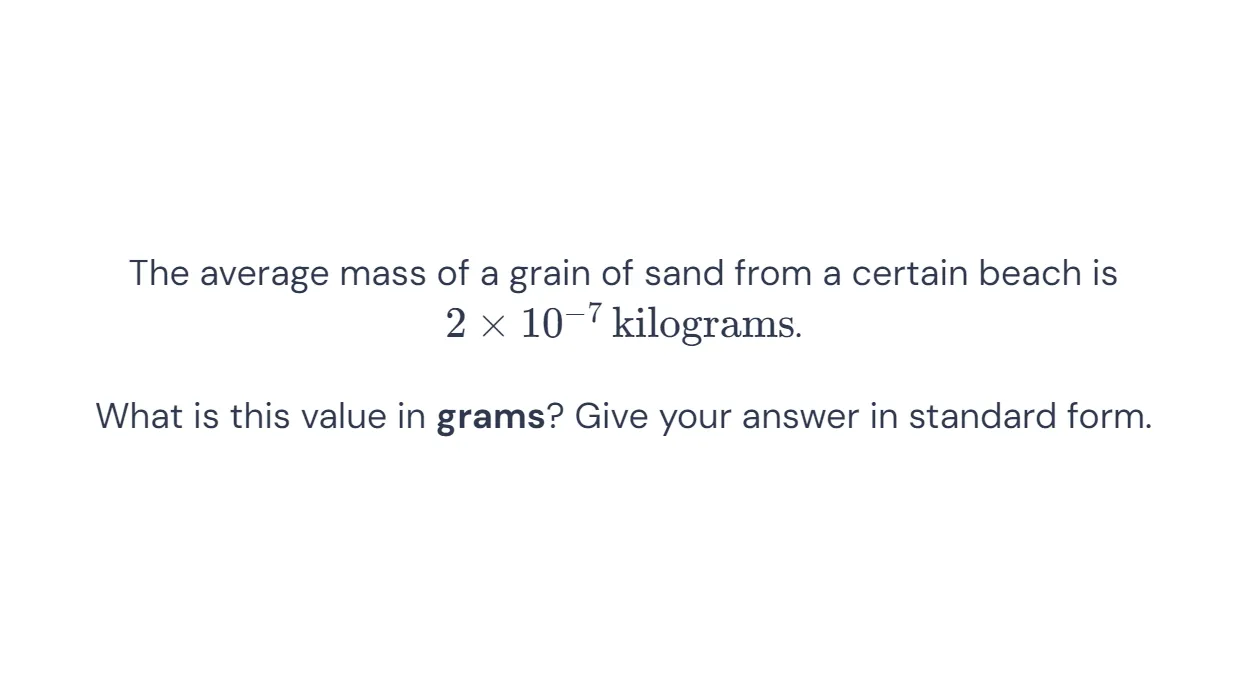 The average mass of a grain of sand from a certain beach is
2 × 10⁻⁷ kilograms.
What is this value in grams? Give your answer in standard form.